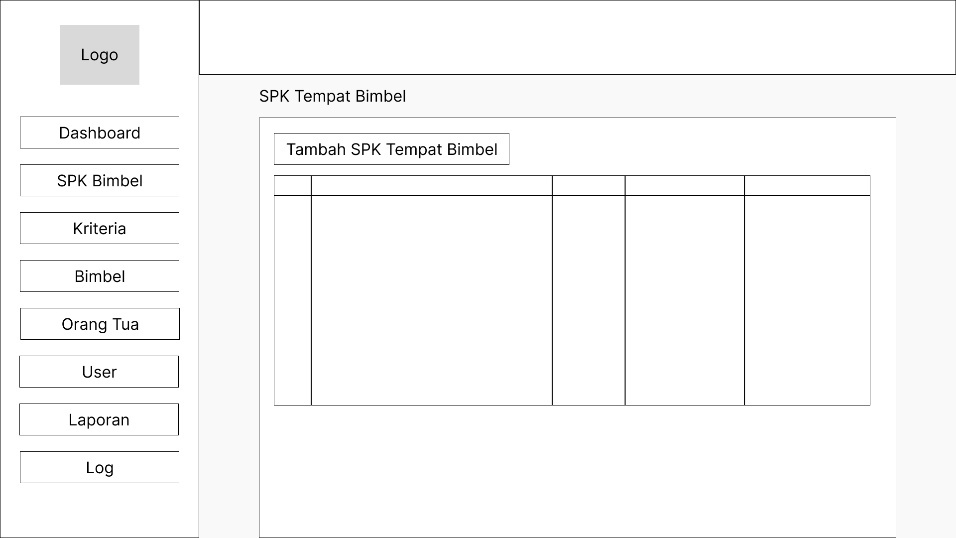 Logo
Dashboard
SPK Bimbel
Kriteria
Bimbel
Orang Tua
User
Laporan
Log
SPK Tempat Bimbel
Tambah SPK Tempat Bimbel